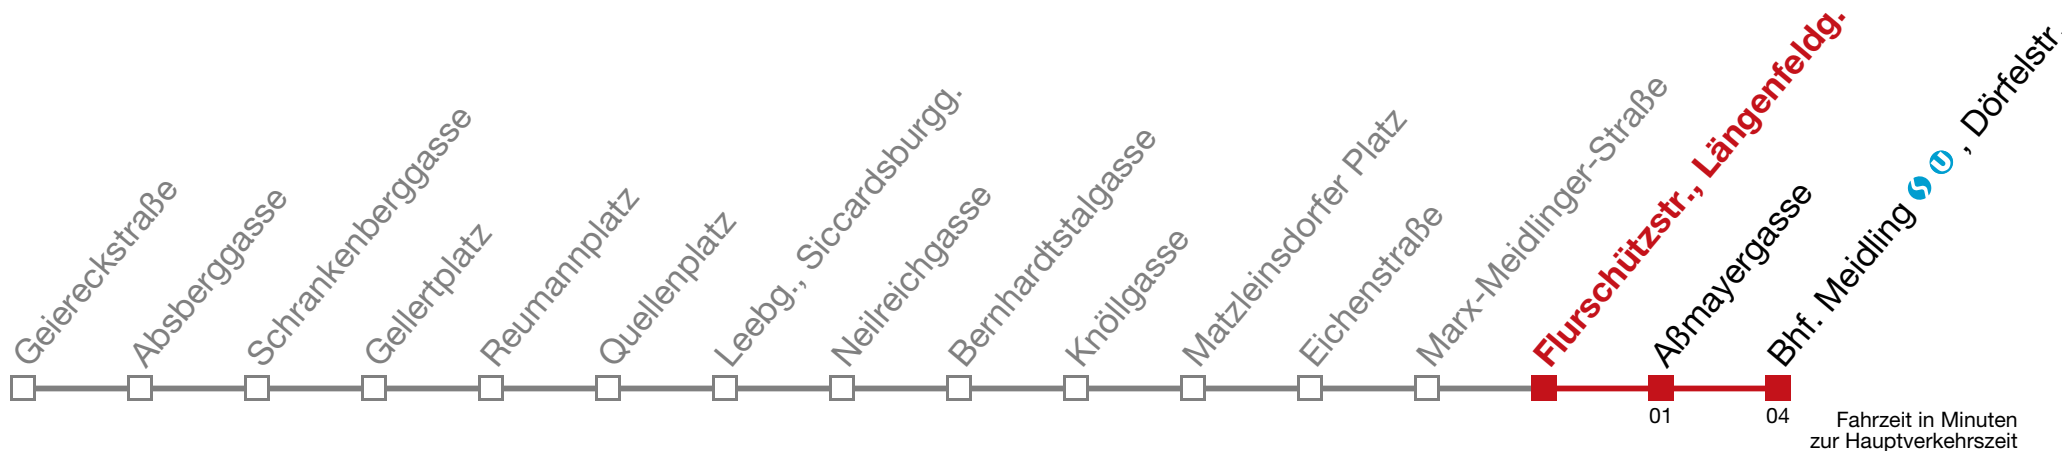 Geiereckstraße
Absberggasse
Schrankenberggasse
Gellertplatz
Reumannplatz
Quellenplatz
Leebg., Siccardsburgg.
Neilreichgasse
Bernhardtstalgasse
Knöllgasse
Matzleinsdorfer Platz
Eichenstraße
Marx-Meidlinger-Straße
Flurschützstr., Längenfeldg.
Aßmayergasse
Bhf. Meidling S U , Dörfelstr.
01
04
Fahrzeit in Minuten
zur Hauptverkehrszeit